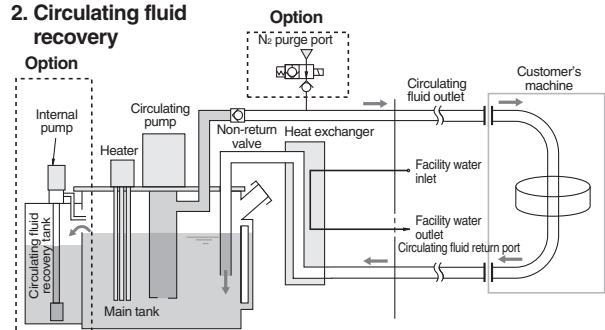 2. Circulating fluid
recovery
Option
Option
N₂ purge port
Internal
pump
Heater
Circulating
pump
Non-return
valve
Heat exchanger
Circulating
fluid outlet
Customer's
machine
Facility water
inlet
Facility water
outlet
Circulating fluid return port
Circulating fluid
recovery tank
Main tank